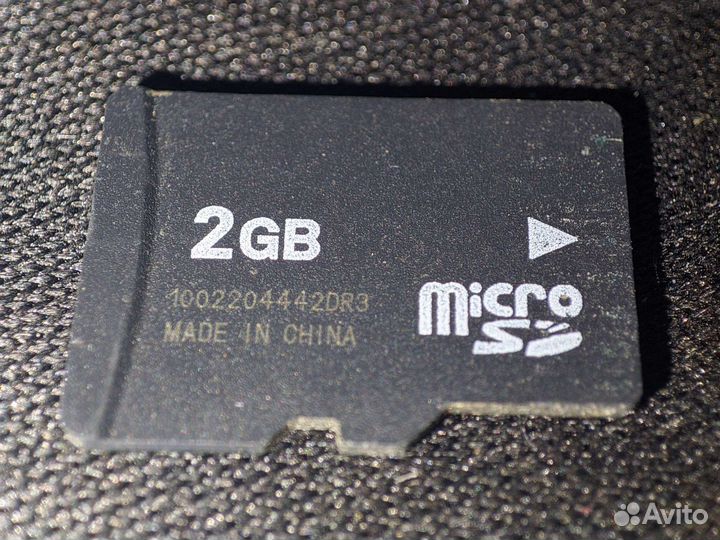 2GB
1002204442DR3
MADE IN CHINA
micro
SD
Avito